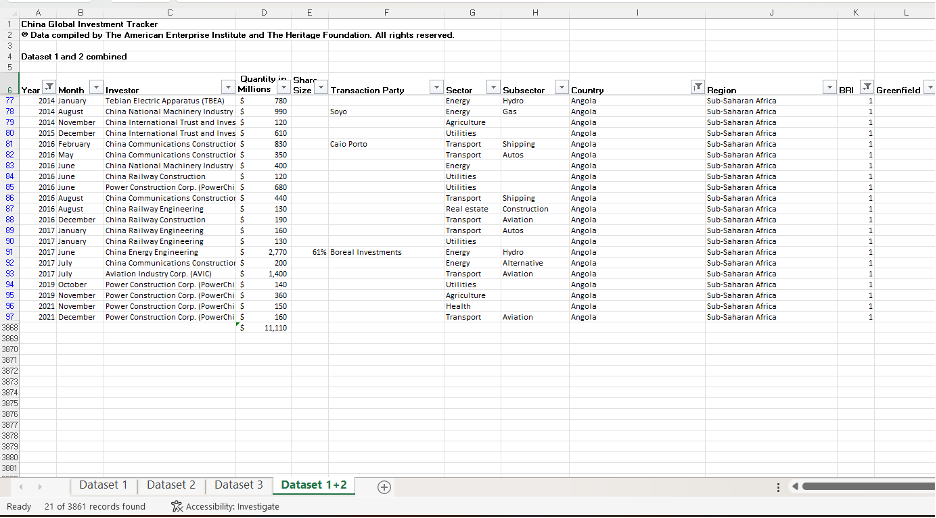 A B C D E F G H I J K L
1 China Global Investment Tracker
2 © Data compiled by The American Enterprise Institute and The Heritage Foundation. All rights reserved.
3
4 Dataset 1 and 2 combined
5
6 Year Month Investor Quantity in Millions Share Size Transaction Party Sector Subsector Country Region BRI Greenfield
77 2014 January Tebian Electric Apparatus (TBEA) $ 780 Energy Hydro Angola Sub-Saharan Africa 1
78 2014 August China National Machinery Industry $ 990 Soyo Energy Gas Angola Sub-Saharan Africa 1
79 2014 November China International Trust and Inves $ 120 Agriculture Angola Sub-Saharan Africa 1
80 2015 December China International Trust and Inves $ 610 Utilities Angola Sub-Saharan Africa 1
81 2016 February China Communications Construction $ 830 Caio Porto Transport Shipping Angola Sub-Saharan Africa 1
82 2016 May China Communications Construction $ 350 Transport Autos Angola Sub-Saharan Africa 1
83 2016 June China National Machinery Industry $ 400 Energy Angola Sub-Saharan Africa 1
84 2016 June China Railway Construction $ 120 Utilities Angola Sub-Saharan Africa 1
85 2016 June Power Construction Corp. (PowerChi $ 680 Utilities Angola Sub-Saharan Africa 1
86 2016 August China Communications Construction $ 440 Transport Shipping Angola Sub-Saharan Africa 1
87 2016 August China Railway Engineering $ 130 Real estate Construction Angola Sub-Saharan Africa 1
88 2016 December China Railway Construction $ 190 Transport Aviation Angola Sub-Saharan Africa 1
89 2017 January China Railway Engineering $ 160 Transport Autos Angola Sub-Saharan Africa 1
90 2017 January China Railway Engineering $ 130 Utilities Angola Sub-Saharan Africa 1
91 2017 June China Energy Engineering $ 2,770 61% Boreal Investments Energy Hydro Angola Sub-Saharan Africa 1
92 2017 July China Communications Construction $ 200 Energy Alternative Angola Sub-Saharan Africa 1
93 2017 July Aviation Industry Corp. (AVIC) $ 1,400 Transport Aviation Angola Sub-Saharan Africa 1
94 2019 October Power Construction Corp. (PowerChi $ 140 Utilities Angola Sub-Saharan Africa 1
95 2019 November Power Construction Corp. (PowerChi $ 360 Agriculture Angola Sub-Saharan Africa 1
96 2021 November Power Construction Corp. (PowerChi $ 150 Health Angola Sub-Saharan Africa 1
97 2021 December Power Construction Corp. (PowerChi $ 160 Transport Aviation Angola Sub-Saharan Africa 1
3868 $ 11,110
3869
3870
3871
3872
3873
3874
3875
3876
3877
3878
3879
3880
3881
Dataset 1 Dataset 2 Dataset 3 Dataset 1+2
Ready 21 of 3861 records found Accessibility: Investigate